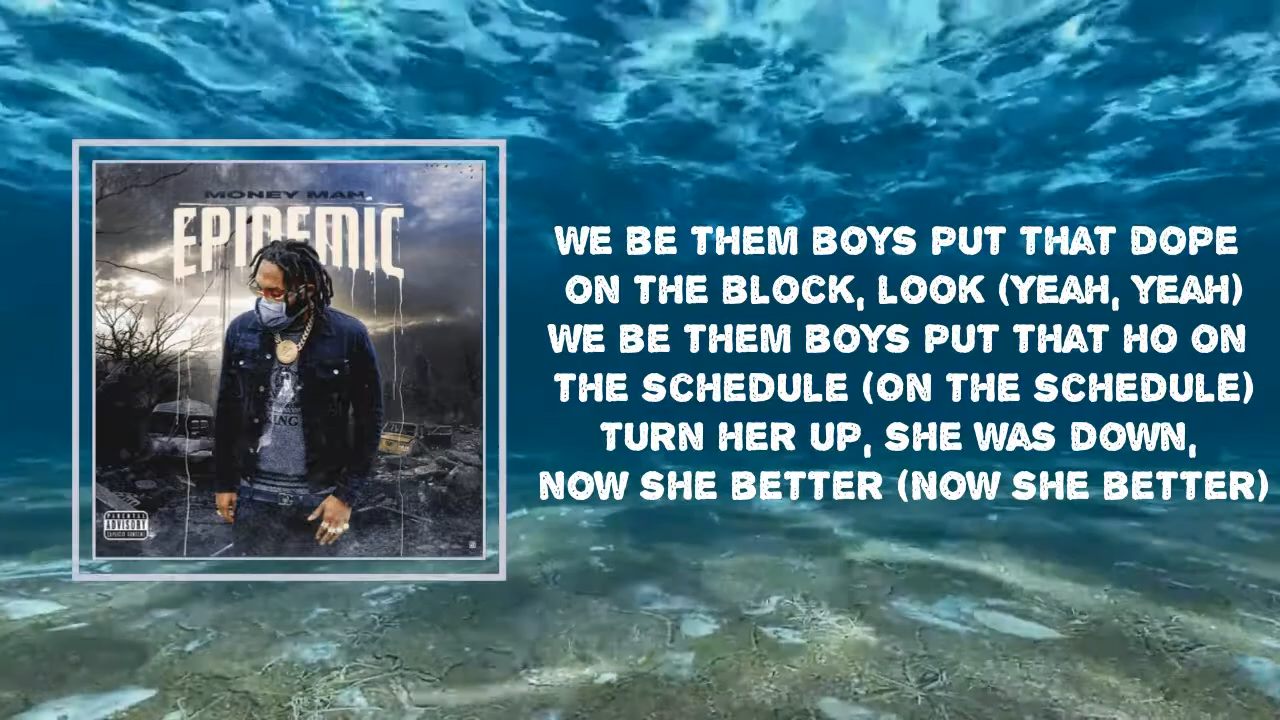 MONEY MAN
EPIDEMIC
KING
PARENTAL
ADVISORY
EXPLICIT CONTENT
WE BE THEM BOYS PUT THAT DOPE
ON THE BLOCK, LOOK (YEAH, YEAH)
WE BE THEM BOYS PUT THAT HO ON
THE SCHEDULE (ON THE SCHEDULE)
TURN HER UP, SHE WAS DOWN,
NOW SHE BETTER (NOW SHE BETTER)